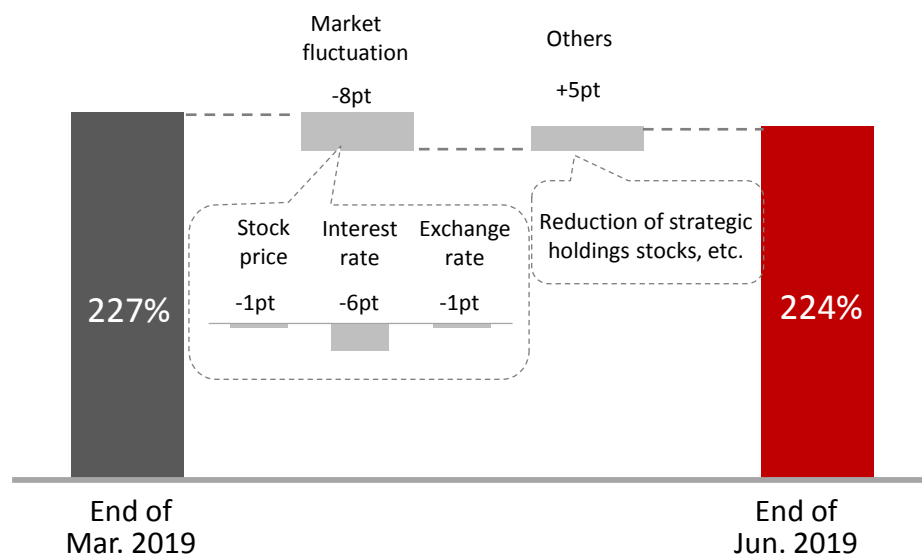 Market
fluctuation
-8pt
Others
+5pt
Stock
price
-1pt
Interest
rate
-6pt
Exchange
rate
-1pt
Reduction of strategic
holdings stocks, etc.
227%
224%
End of
Mar. 2019
End of
Jun. 2019